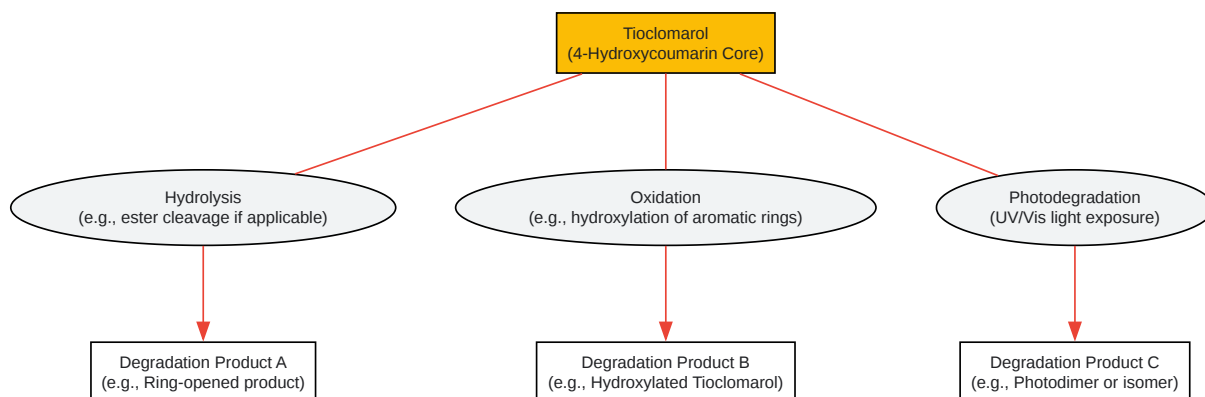 Tioclomarol
(4-Hydroxycoumarin Core)
Hydrolysis
(e.g., ester cleavage if applicable)
Oxidation
(e.g., hydroxylation of aromatic rings)
Photodegradation
(UV/Vis light exposure)
Degradation Product A
(e.g., Ring-opened product)
Degradation Product B
(e.g., Hydroxylated Tioclomarol)
Degradation Product C
(e.g., Photodimer or isomer)